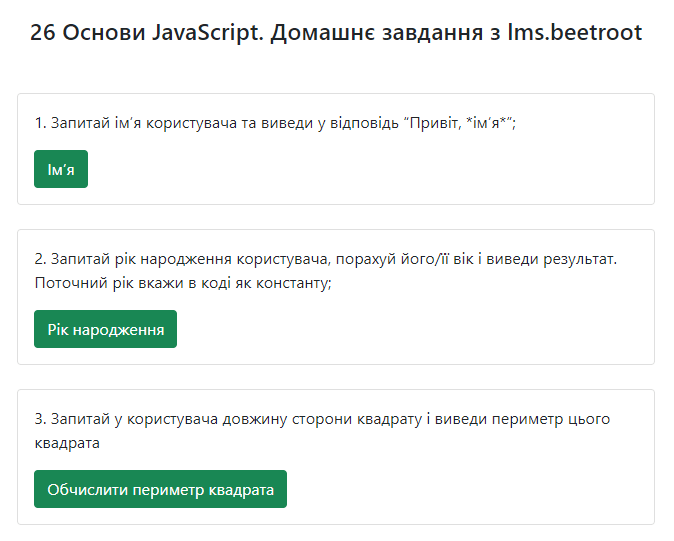 26 Основи JavaScript. Домашнє завдання з lms.beetroot
1. Запитай ім’я користувача та виведи у відповідь “Привіт, *ім’я*”;
Ім’я
2. Запитай рік народження користувача, порахуй його/її вік і виведи результат.
Поточний рік вкажи в коді як константу;
Рік народження
3. Запитай у користувача довжину сторони квадрату і виведи периметр цього
квадрата
Обчислити периметр квадрата